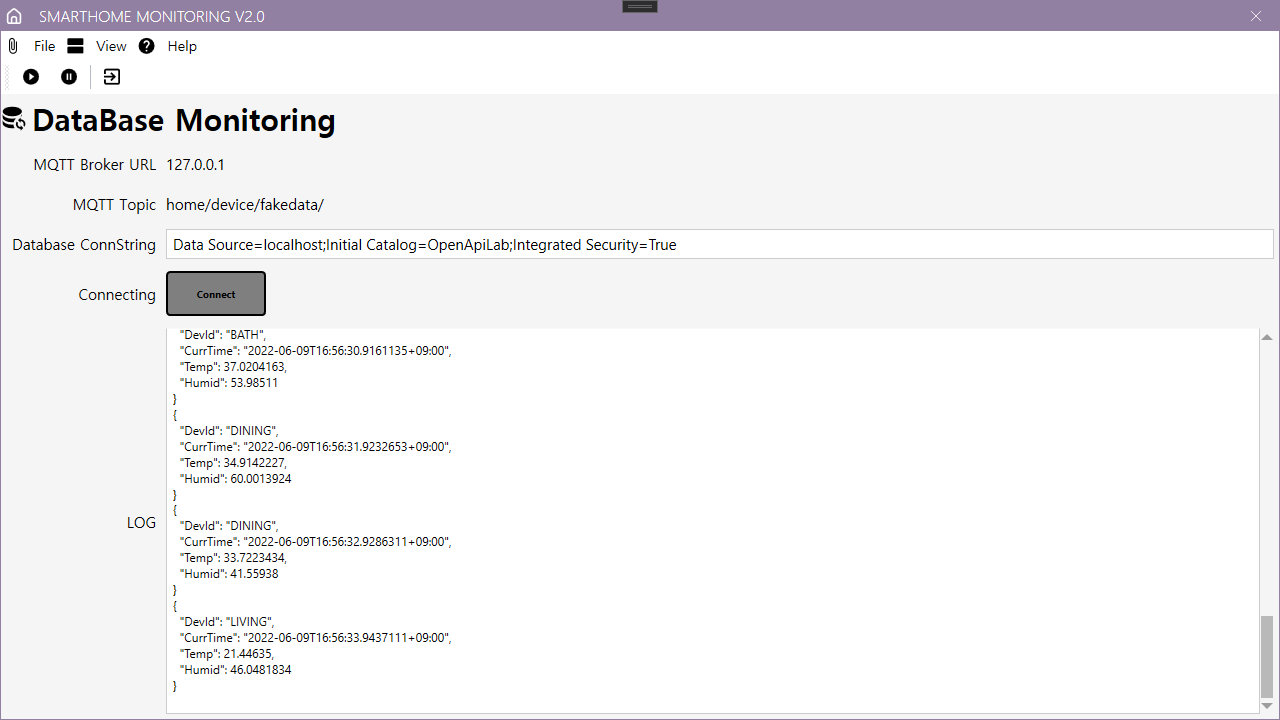 SMARTHOME MONITORING V2.0
File View Help
DataBase Monitoring
MQTT Broker URL 127.0.0.1
MQTT Topic home/device/fakedata/
Database ConnString Data Source=localhost;Initial Catalog=OpenApiLab;Integrated Security=True
Connecting Connect
"DevId": "BATH",
"CurrTime": "2022-06-09T16:56:30.9161135+09:00",
"Temp": 37.0204163,
"Humid": 53.98511
}
{
"DevId": "DINING",
"CurrTime": "2022-06-09T16:56:31.9232653+09:00",
"Temp": 34.9142227,
"Humid": 60.0013924
}
{
LOG
"DevId": "DINING",
"CurrTime": "2022-06-09T16:56:32.9286311+09:00",
"Temp": 33.7223434,
"Humid": 41.55938
}
{
"DevId": "LIVING",
"CurrTime": "2022-06-09T16:56:33.9437111+09:00",
"Temp": 21.44635,
"Humid": 46.0481834
}